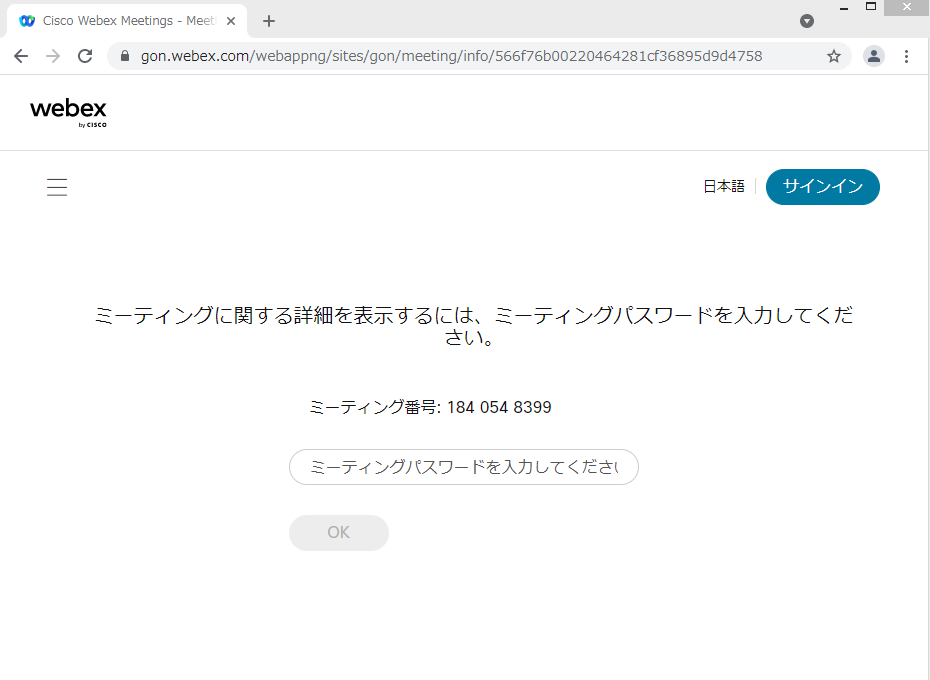 Cisco Webex Meetings - Meeti
gon.webex.com/webappng/sites/gon/meeting/info/566f76b00220464281cf36895d9d4758
webex
by CISCO
日本語
サインイン
ミーティングに関する詳細を表示するには、ミーティングパスワードを入力してくだ
さい。
ミーティング番号: 184 054 8399
ミーティングパスワードを入力してくださ
OK